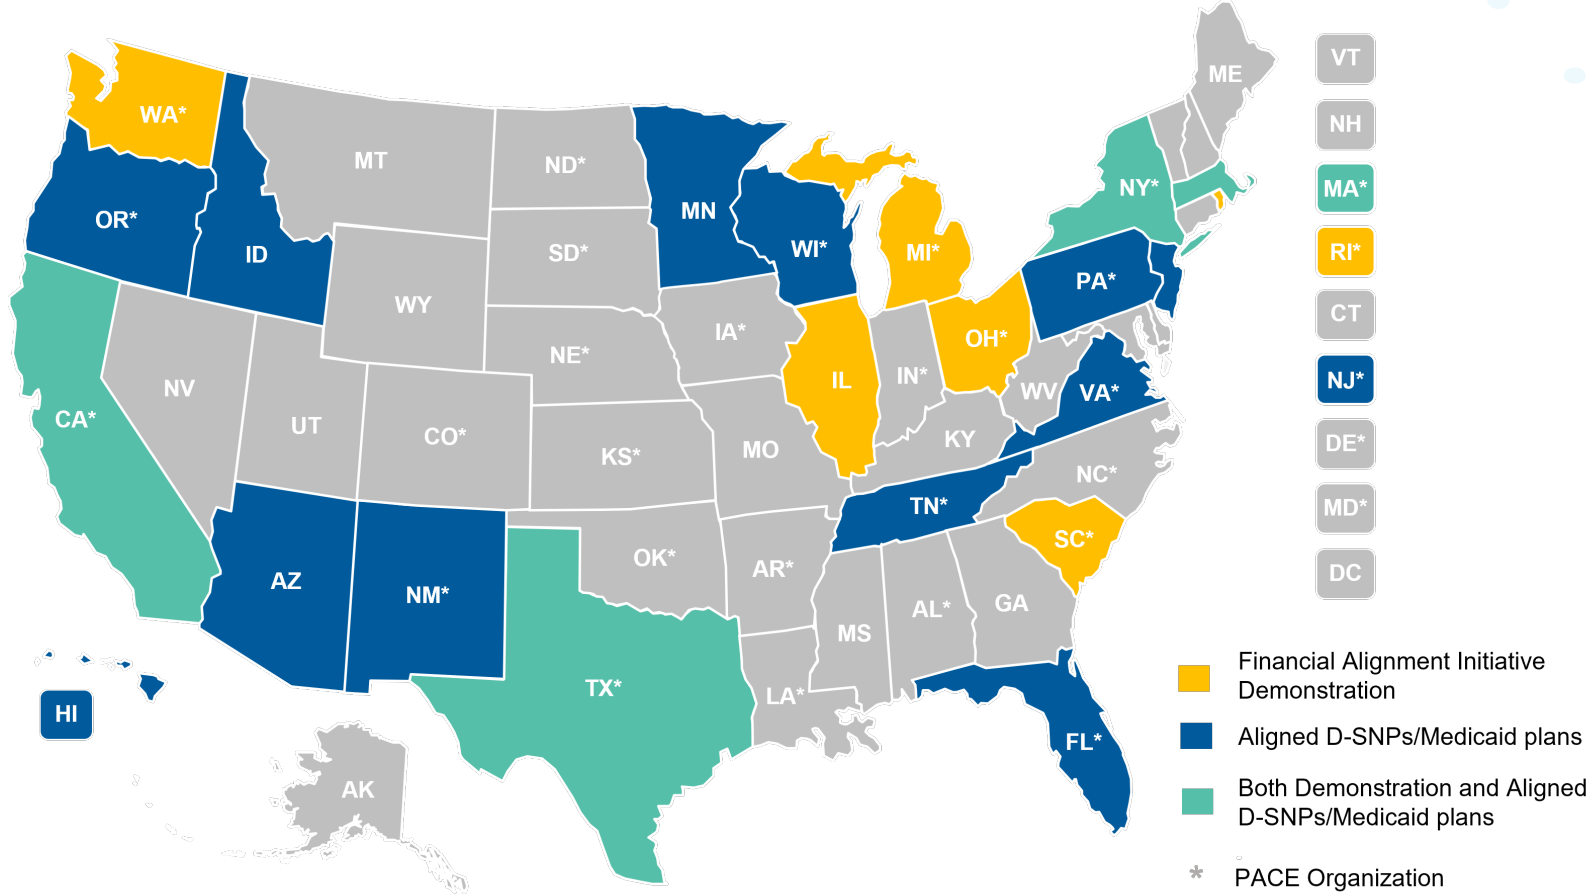 ME
VT
WA*
MT
ND*
NH
MN
NY*
MA*
OR*
ID
SD*
WI*
MI*
RI*
WY
PA*
CT
IA*
OH*
NE*
NV
IL
IN*
WV
VA*
NJ*
CA*
UT
CO*
KS*
MO
KY
DE*
NC*
TN*
MD*
SC*
OK*
AR*
AZ
NM*
DC
AL*
GA
MS
TX*
LA*
HI
FL*
AK
Financial Alignment Initiative
Demonstration
Aligned D-SNPs/Medicaid plans
Both Demonstration and Aligned
D-SNPs/Medicaid plans
* PACE Organization